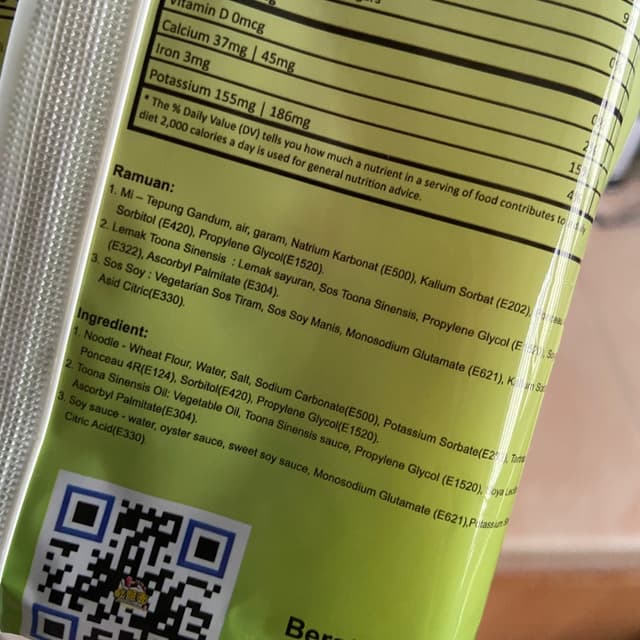 Vitamin D 0mcg
Calcium 37mg | 45mg
Iron 3mg
Potassium 155mg | 186mg
* The % Daily Value (DV) tells you how much a nutrient in a serving of food contributes to
diet 2,000 calories a day is used for general nutrition advice.
Ramuan:
1. Mi – Tepung Gandum, air, garam, Natrium Karbonat (E500), Kalium Sorbat (E202),
Sorbitol (E420), Propylene Glycol(E1520).
2. Lemak Toona Sinensis : Lemak sayuran, Sos Toona Sinensis, Propylene Glycol
(E322), Ascorbyl Palmitate (E304).
3. Sos Soy : Vegetarian Sos Tiram, Sos Soy Manis, Monosodium Glutamate (E621),
Asid Citric(E330).
Ingredient:
1. Noodle - Wheat Flour, Water, Salt, Sodium Carbonate(E500), Potassium
Ponceau 4R(E124), Sorbitol(E420), Propylene Glycol(E1520).
2. Toona Sinensis Oil: Vegetable Oil, Toona Sinensis sauce, Propylene Glycol (E1520),
Ascorbyl Palmitate(E304).
3. Soy sauce - water, oyster sauce, sweet soy sauce, Monosodium Glutamate (E621),
Citric Acid(E330)